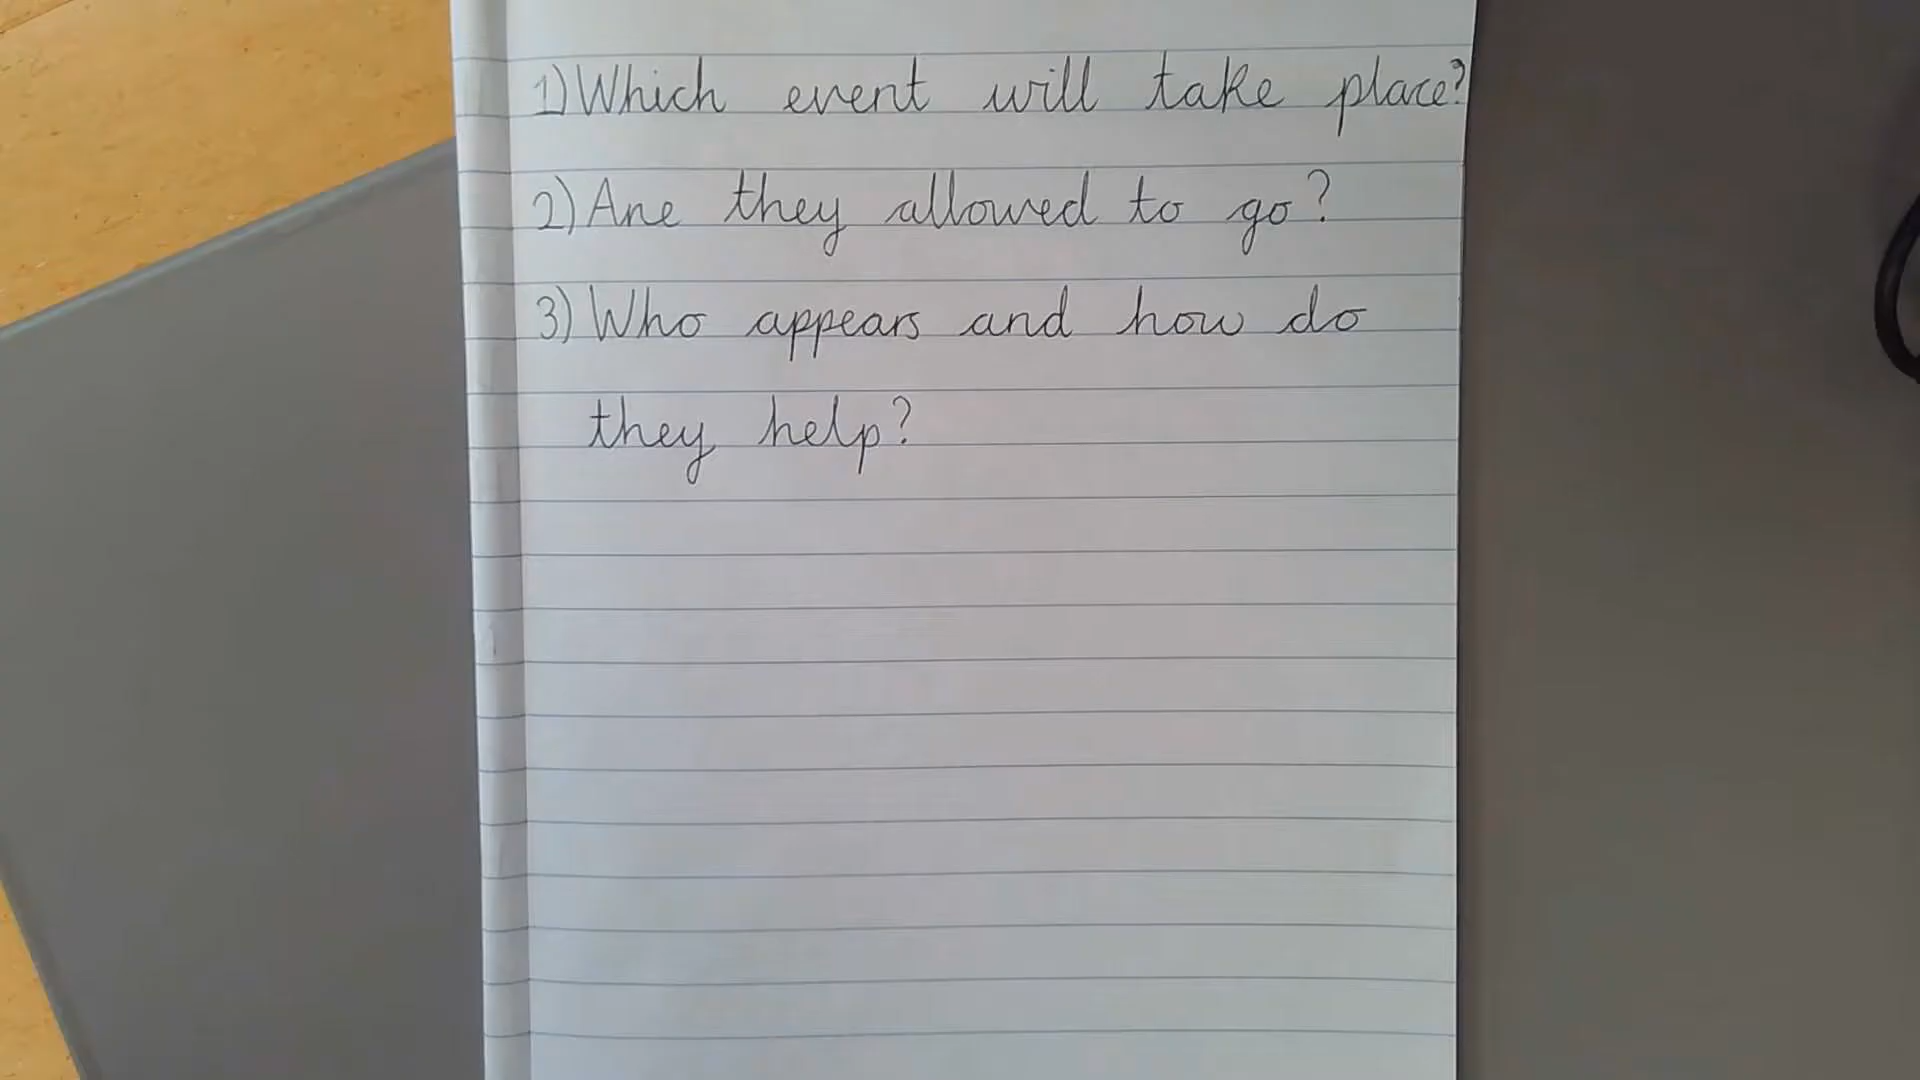 1) Which event will take place?
2) Are they allowed to go?
3) Who appears and how do
they help?